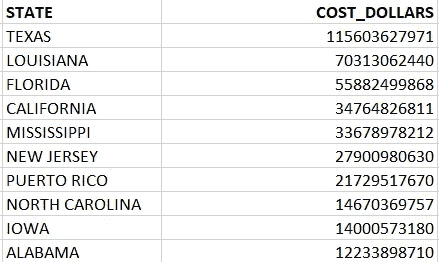 STATE COST_DOLLARS
TEXAS 115603627971
LOUISIANA 70313062440
FLORIDA 55882499868
CALIFORNIA 34764826811
MISSISSIPPI 33678978212
NEW JERSEY 27900980630
PUERTO RICO 21729517670
NORTH CAROLINA 14670369757
IOWA 14000573180
ALABAMA 12233898710